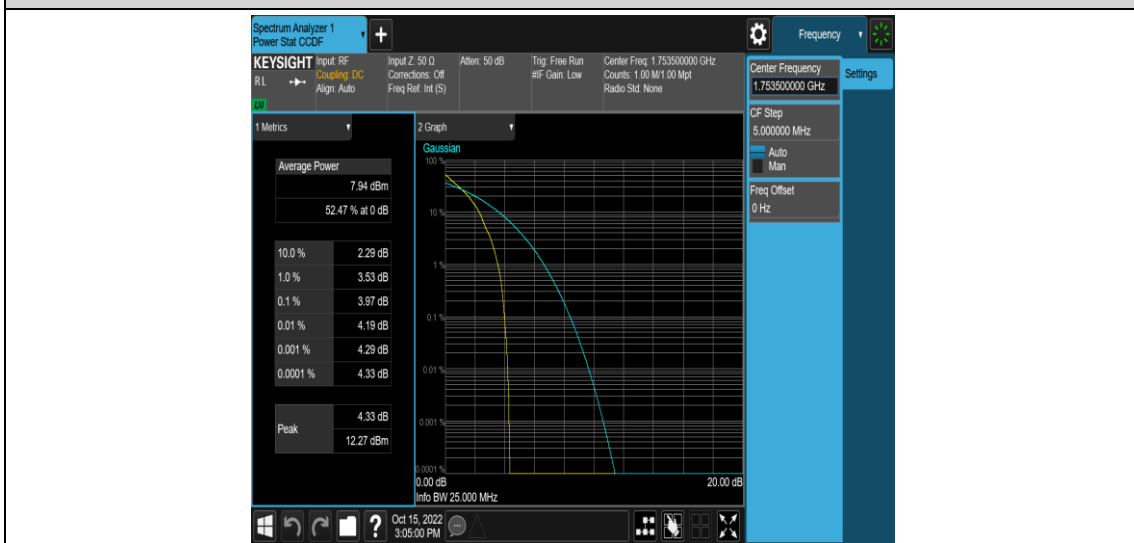 Spectrum Analyzer 1
Power Stat CCDF
+
Frequency
KEYSIGHT
RL
LXI
Input: RF
Coupling: DC
Align: Auto
Input Z: 50 Ω
Corrections: Off
Freq Ref: Int (S)
Atten: 50 dB
Trig: Free Run
#IF Gain: Low
Center Freq: 1.753500000 GHz
Counts: 1.00 M/1.00 Mpt
Radio Std: None
Center Frequency
1.753500000 GHz
Settings
CF Step
5.000000 MHz
Auto
Man
Freq Offset
0 Hz
1 Metrics
Average Power
7.94 dBm
52.47 % at 0 dB
10.0 % 2.29 dB
1.0 % 3.53 dB
0.1 % 3.97 dB
0.01 % 4.19 dB
0.001 % 4.29 dB
0.0001 % 4.33 dB
Peak
4.33 dB
12.27 dBm
2 Graph
Gaussian
100 %
10 %
1 %
0.1 %
0.01 %
0.001 %
0.0001 %
0.00 dB 20.00 dB
Info BW 25.000 MHz
?
Oct 15, 2022
3:05:00 PM